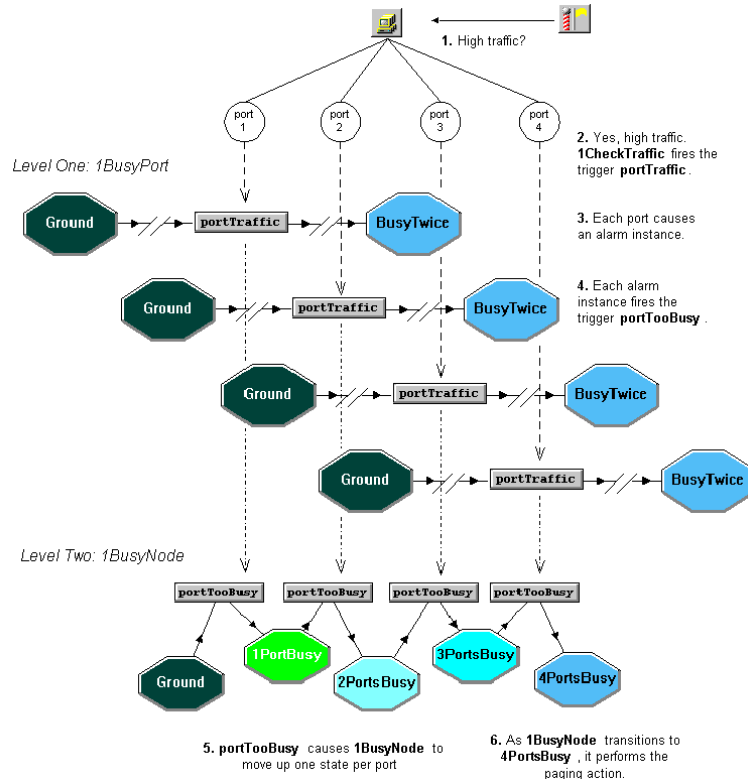 1. High traffic?
port
1
port
2
port
3
port
4
2. Yes, high traffic.
1CheckTraffic fires the
trigger portTraffic .
Level One: 1BusyPort
Ground
portTraffic
BusyTwice
3. Each port causes
an alarm instance.
Ground
portTraffic
BusyTwice
4. Each alarm
instance fires the
trigger portTooBusy .
Ground
portTraffic
BusyTwice
Ground
portTraffic
BusyTwice
Level Two: 1BusyNode
portTooBusy
portTooBusy
portTooBusy
portTooBusy
Ground
1PortBusy
2PortsBusy
3PortsBusy
4PortsBusy
5. portTooBusy causes 1BusyNode to
move up one state per port
6. As 1BusyNode transitions to
4PortsBusy , it performs the
paging action.